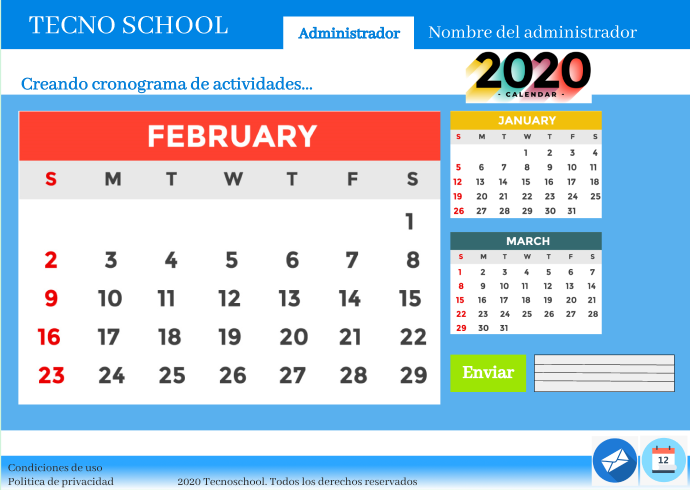 TECNO SCHOOL
Administrador
Nombre del administrador
Creando cronograma de actividades...
2020
- CALENDAR -
FEBRUARY
S M T W T F S
1
2 3 4 5 6 7 8
9 10 11 12 13 14 15
16 17 18 19 20 21 22
23 24 25 26 27 28 29
JANUARY
S M T W T F S
1 2 3 4
5 6 7 8 9 10 11
12 13 14 15 16 17 18
19 20 21 22 23 24 25
26 27 28 29 30 31
MARCH
S M T W T F S
1 2 3 4 5 6 7
8 9 10 11 12 13 14
15 16 17 18 19 20 21
22 23 24 25 26 27 28
29 30 31
Enviar
12
Condiciones de uso
Política de privacidad
2020 Tecnoschool. Todos los derechos reservados